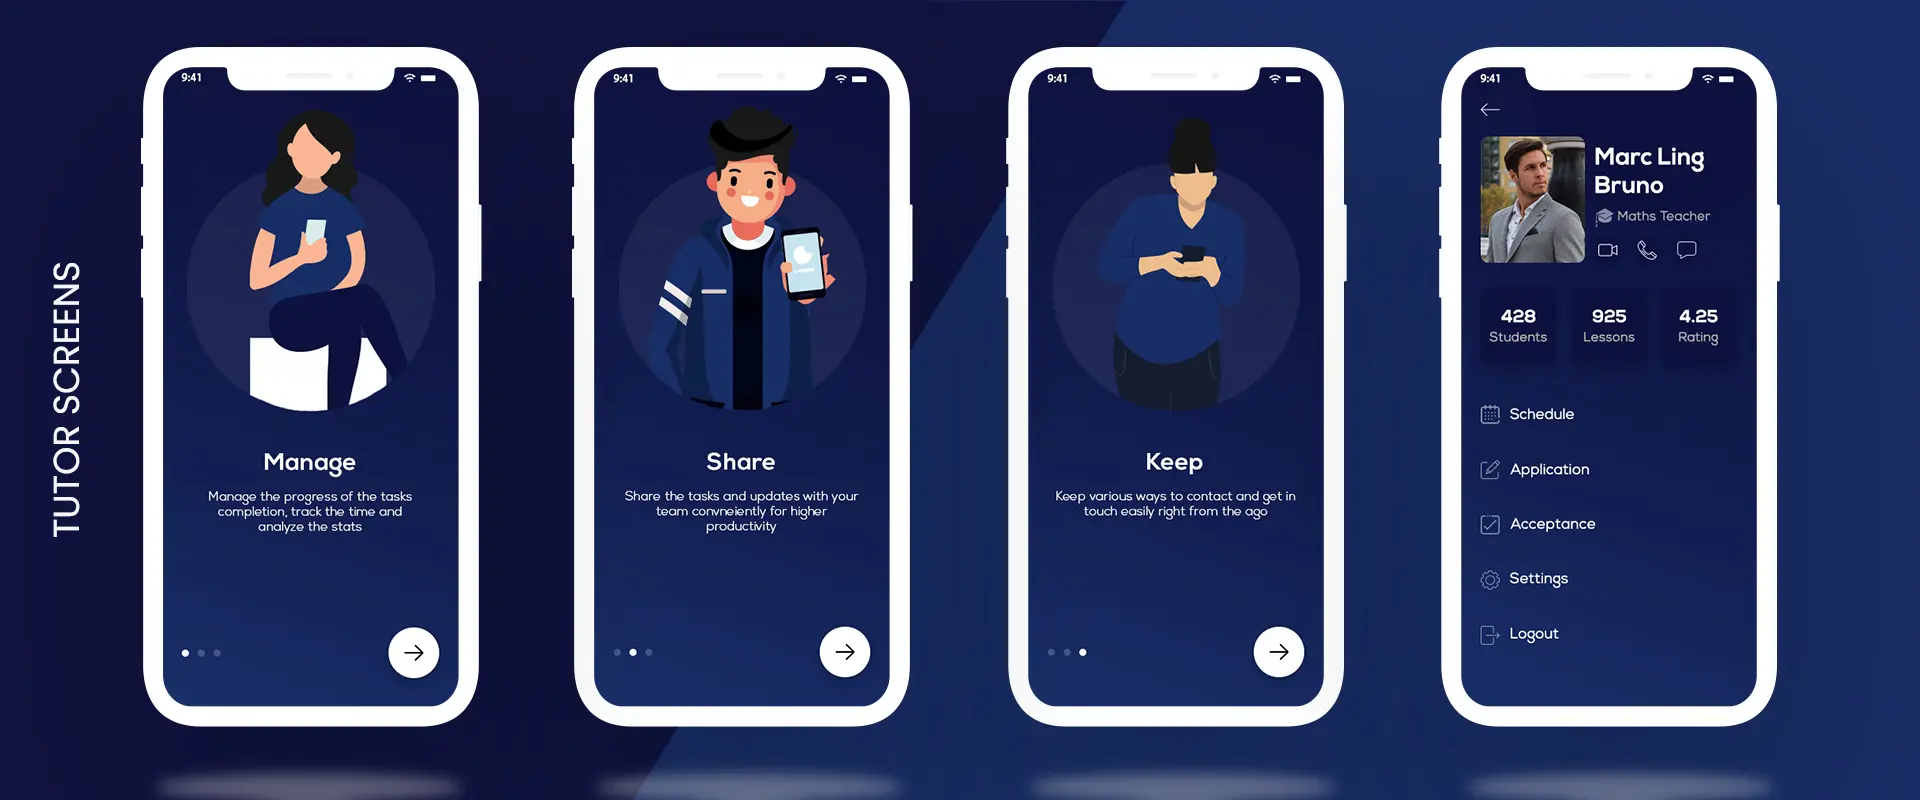 TUTOR SCREENS
9:41
Manage
Manage the progress of the tasks
completion, track the time and
analyze the stats
9:41
Share
Share the tasks and updates with your
team convneiently for higher
productivity
9:41
Keep
Keep various ways to contact and get in
touch easily right from the ago
9:41
Marc Ling
Bruno
Maths Teacher
428
Students
925
Lessons
4.25
Rating
Schedule
Application
Acceptance
Settings
Logout